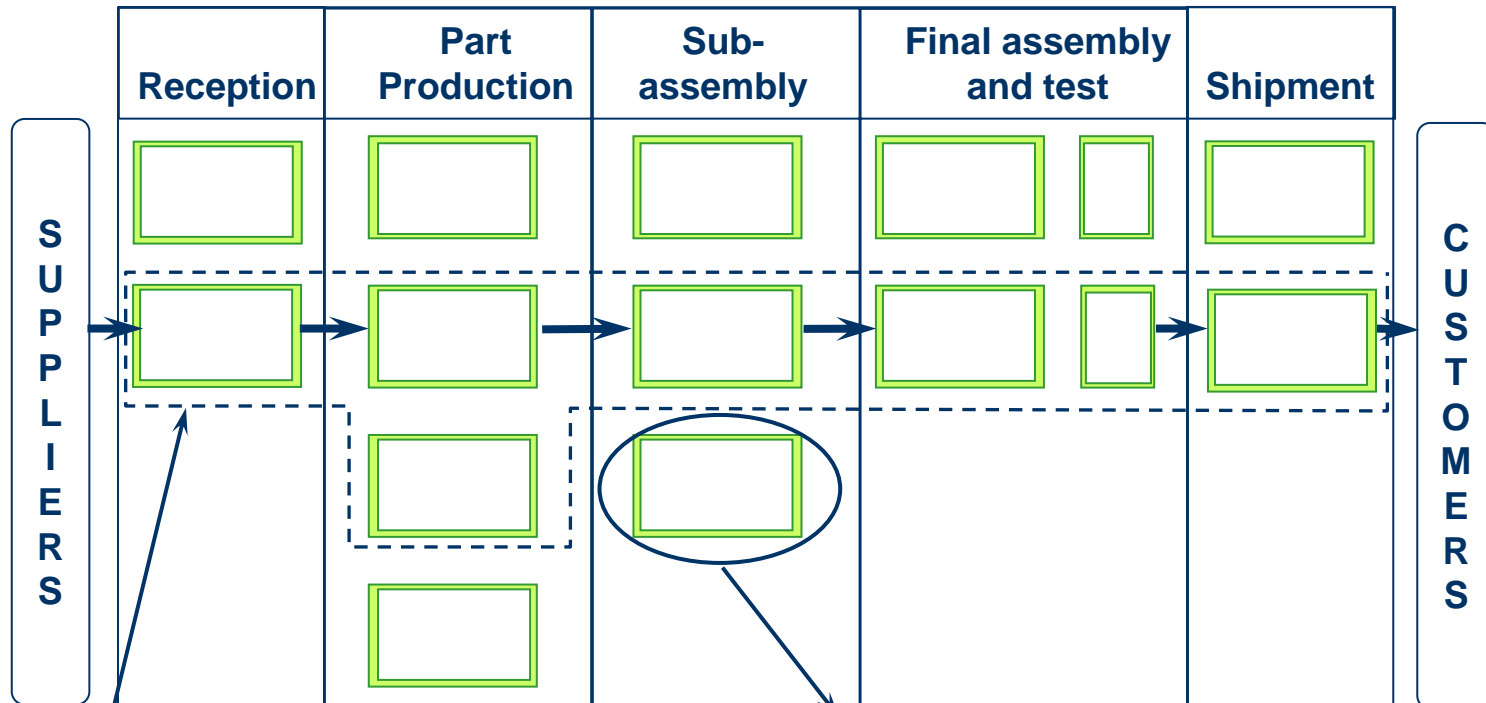 Reception
Part
Production
Sub-
assembly
Final assembly
and test
Shipment
S
U
P
P
L
I
E
R
S
C
U
S
T
O
M
E
R
S